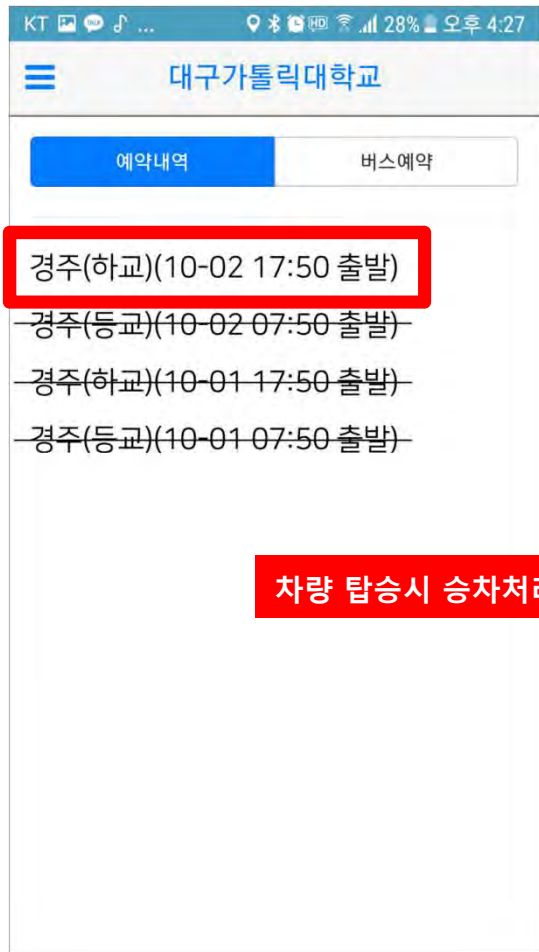 KT ... HD 28% 오후 4:27
대구가톨릭대학교
예약내역 버스예약
경주(하교)(10-02 17:50 출발)
경주(등교)(10-02 07:50 출발)
경주(하교)(10-01 17:50 출발)
경주(등교)(10-01 07:50 출발)
차량 탑승시 승차처리